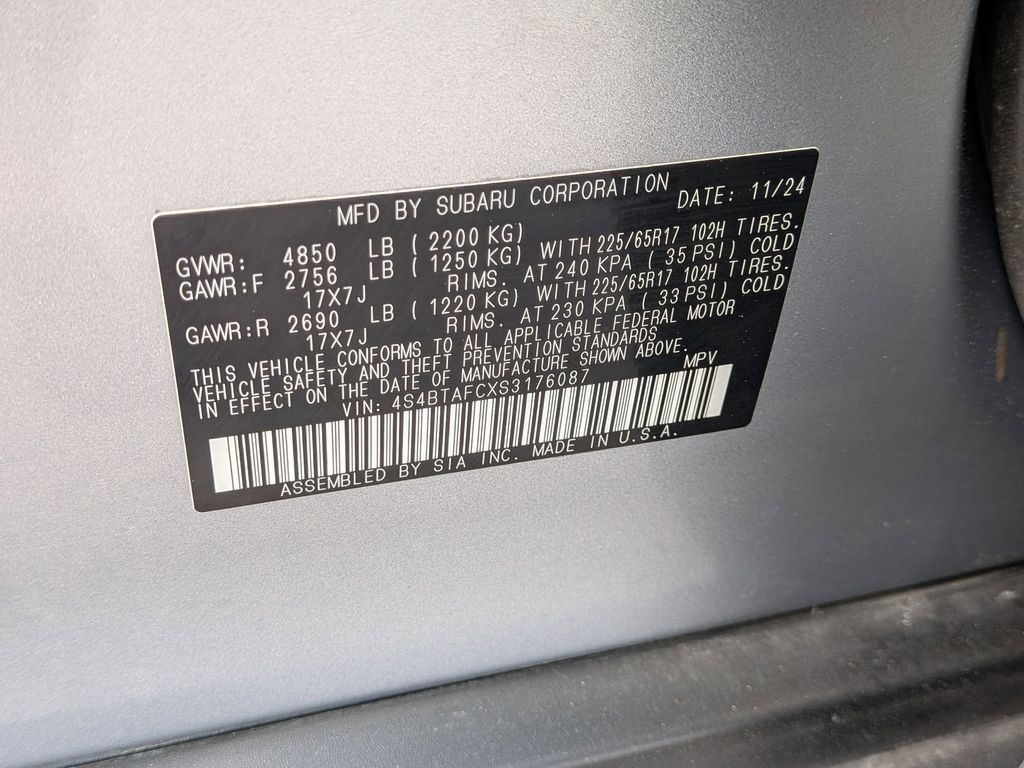 MFD BY SUBARU CORPORATION DATE: 11/24
GVWR: 4850 LB ( 2200 KG)
GAWR:F 2756 LB ( 1250 KG) WITH 225/65R17 102H TIRES.
17X7J RIMS. AT 240 KPA ( 35 PSI) COLD
GAWR:R 2690 LB ( 1220 KG) WITH 225/65R17 102H TIRES.
17X7J RIMS. AT 230 KPA ( 33 PSI) COLD
THIS VEHICLE CONFORMS TO ALL APPLICABLE FEDERAL MOTOR
VEHICLE SAFETY AND THEFT PREVENTION STANDARDS
IN EFFECT ON THE DATE OF MANUFACTURE SHOWN ABOVE.
VIN: 4S4BTAFCXS3176087 MPV
ASSEMBLED BY SIA INC. MADE IN U.S.A.